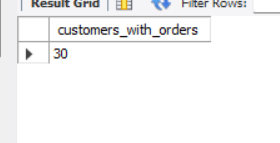 Result Grid Filter Rows:
customers_with_orders
30